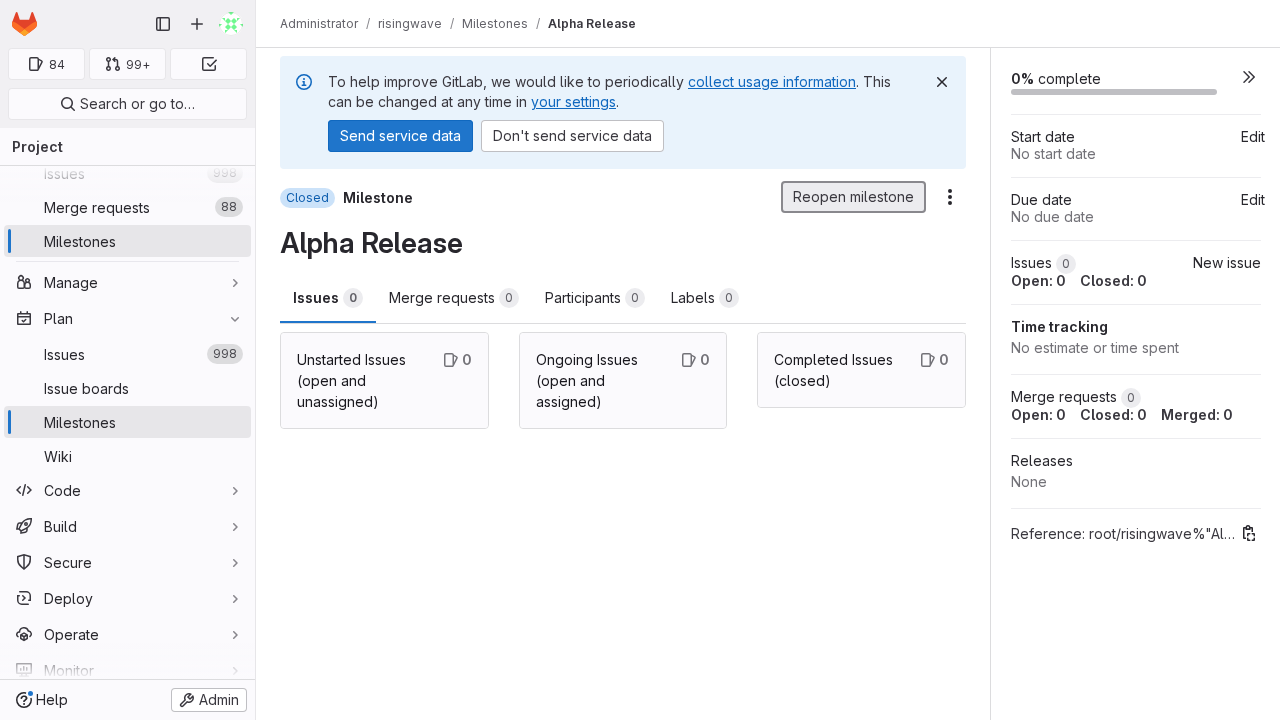 84
99+
Search or go to…
Project
Issues 998
Merge requests 88
Milestones
Manage
Plan
Issues 998
Issue boards
Milestones
Wiki
Code
Build
Secure
Deploy
Operate
Monitor
Help
Admin
Administrator / risingwave / Milestones / Alpha Release
To help improve GitLab, we would like to periodically collect usage information. This
can be changed at any time in your settings.
Send service data
Don't send service data
Closed Milestone
Reopen milestone
Alpha Release
Issues 0
Merge requests 0
Participants 0
Labels 0
Unstarted Issues
(open and
unassigned)
0
Ongoing Issues
(open and
assigned)
0
Completed Issues
(closed)
0
0% complete
Start date Edit
No start date
Due date Edit
No due date
Issues 0 New issue
Open: 0 Closed: 0
Time tracking
No estimate or time spent
Merge requests 0
Open: 0 Closed: 0 Merged: 0
Releases
None
Reference: root/risingwave%"Al…